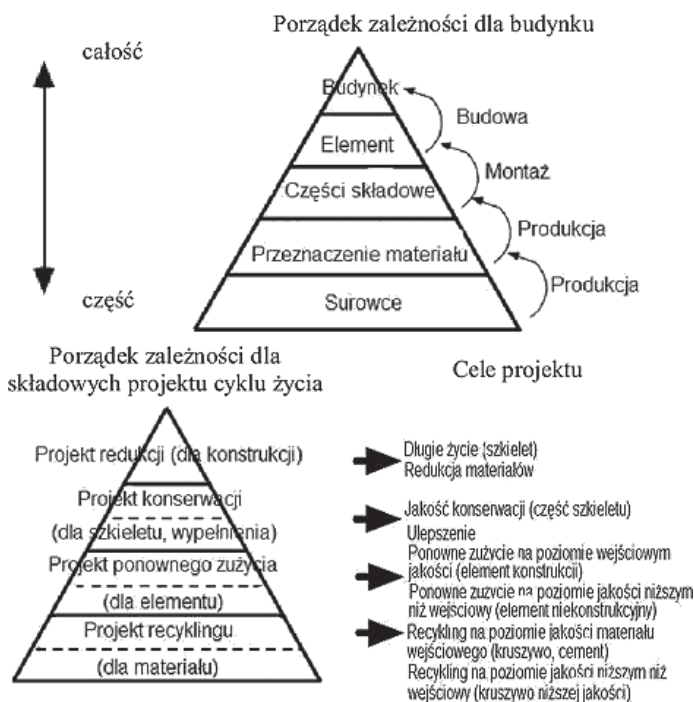 Porządek zależności dla budynku
całość
Budynek
Budowa
Element
Montaż
Części składowe
Produkcja
Przeznaczenie materiału
Produkcja
część
Surowce
Porządek zależności dla
składowych projektu cyklu życia
Cele projektu
Projekt redukcji (dla konstrukcji)
Projekt konserwacji
(dla szkieletu, wypełnienia)
Projekt ponownego zużycia
(dla elementu)
Projekt recyklingu
(dla materiału)
Długie życie (szkielet)
Redukcja materiałów
Jakość konserwacji (część szkieletu)
Ulepszenie
Ponowne zużycie na poziomie wejściowym
jakości (element konstrukcji)
Ponowne zużycie na poziomie jakości niższym
niż wejściowy (element niekonstrukcyjny)
Recykling na poziomie jakości materiału
wejściowego (kruszywo, cement)
Recykling na poziomie jakości niższym niż
wejściowy (kruszywo niższej jakości)